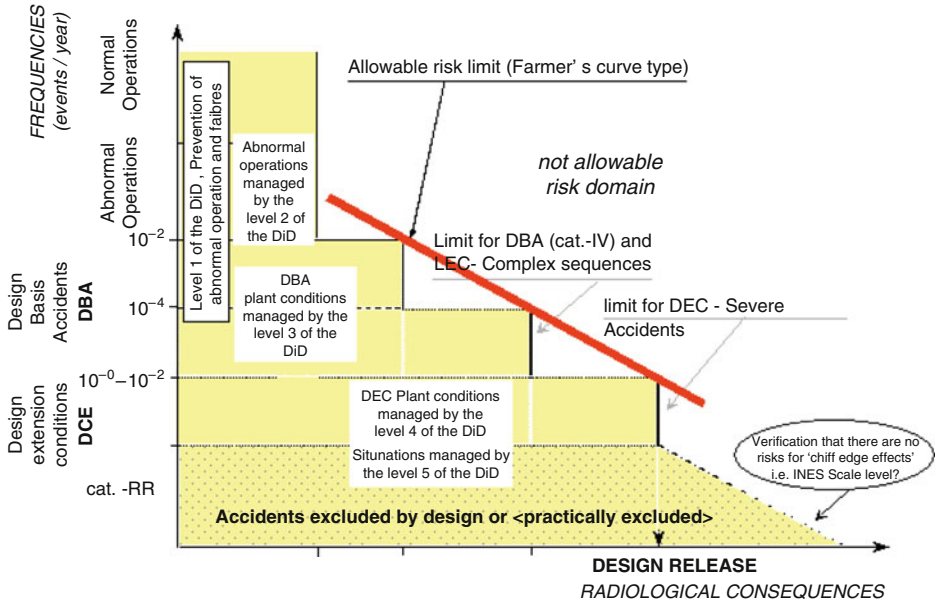 FREQUENCIES
(events / year)
Normal
Operations
Abnormal
Operations
Level 1 of the DiD , Prevention of
abnormal operation and faibres
Abnormal
operations
managed
by the
level 2 of
the DiD
Allowable risk limit (Farmer' s curve type)
not allowable
risk domain
10⁻²
Limit for DBA (cat.-IV) and
LEC- Complex sequences
Design
Basis
Accidents
DBA
DBA
plant conditions
managed by the
level 3 of the
DiD
10⁻⁴
limit for DEC - Severe
Accidents
10⁻⁰–10⁻²
Design
extension
conditions
DCE
DEC Plant conditions
managed by the
level 4 of the DiD
Situnations managed by
the level 5 of the DiD
Verification that there are no
risks for 'chiff edge effects'
i.e. INES Scale level?
cat. -RR
Accidents excluded by design or <practically excluded>
DESIGN RELEASE
RADIOLOGICAL CONSEQUENCES